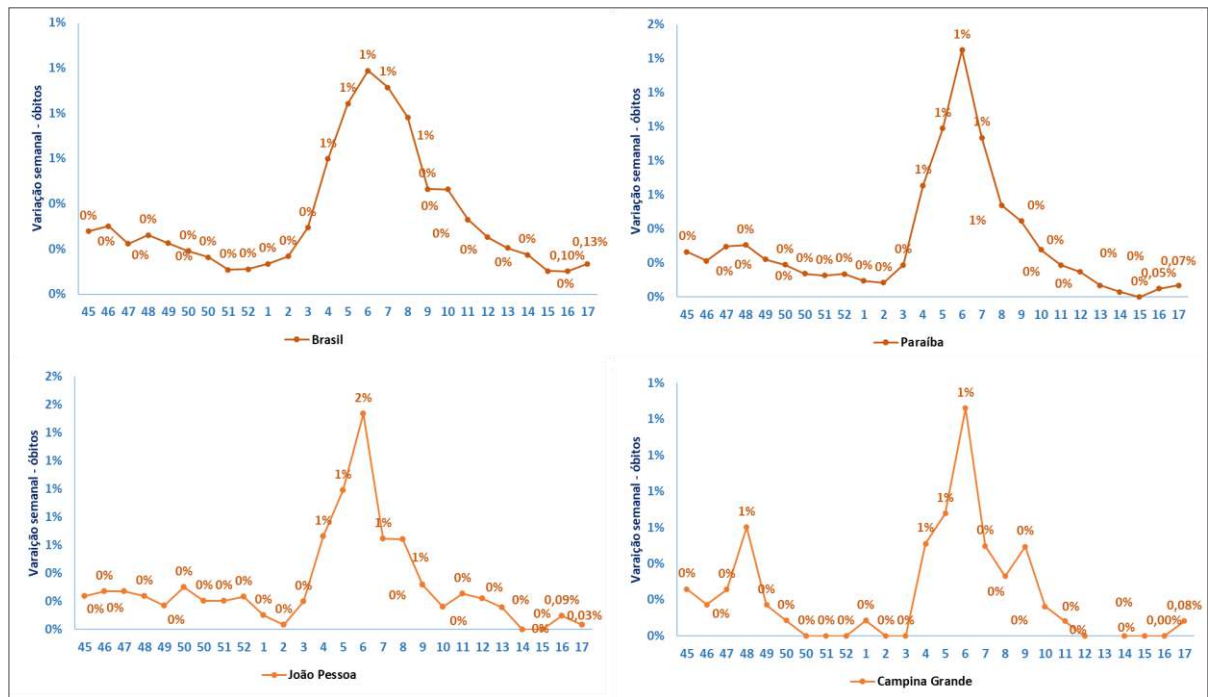 Variação semanal - óbitos
1%
1%
1%
1%
0%
0%
0%
0% 0% 0% 0% 0% 0% 0% 0% 0% 0% 0% 0% 1% 1% 1% 1% 1% 0% 0% 0% 0% 0% 0% 0% 0,10% 0,13%
45 46 47 48 49 50 50 51 52 1 2 3 4 5 6 7 8 9 10 11 12 13 14 15 16 17
Brasil
Variação semanal - óbitos
2%
1%
1%
1%
1%
1%
0%
0%
0%
0% 0% 0% 0% 0% 0% 0% 0% 0% 0% 0% 0% 1% 1% 1% 1% 1% 0% 0% 0% 0% 0% 0% 0% 0,05% 0,07%
45 46 47 48 49 50 50 51 52 1 2 3 4 5 6 7 8 9 10 11 12 13 14 15 16 17
Paraíba
Varaição semanal - óbitos
2%
2%
1%
1%
1%
1%
1%
0%
0%
0%
0% 0% 0% 0% 0% 0% 0% 0% 0% 0% 0% 0% 1% 1% 2% 1% 0% 0% 0% 0% 0% 0% 0% 0,09% 0,03%
45 46 47 48 49 50 50 51 52 1 2 3 4 5 6 7 8 9 10 11 12 13 14 15 16 17
João Pessoa
Varaição semanal - óbitos
1%
1%
1%
1%
1%
0%
0%
0%
0% 0% 0% 1% 0% 0% 0% 0% 0% 0% 0% 0% 1% 1% 1% 0% 0% 0% 0% 0% 0% 0% 0% 0,00% 0,08%
45 46 47 48 49 50 50 51 52 1 2 3 4 5 6 7 8 9 10 11 12 13 14 15 16 17
Campina Grande